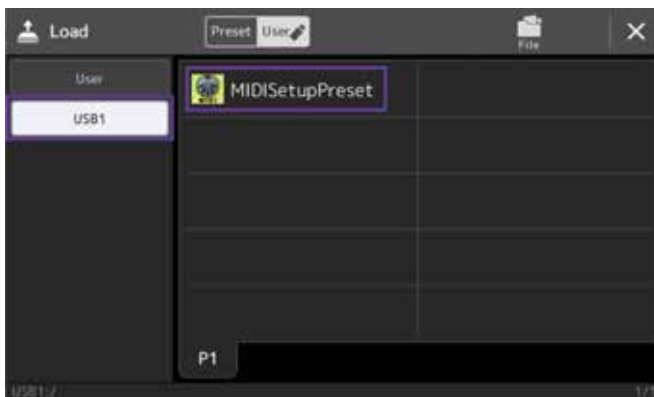 Load
Preset User
File
User
USB1
MIDISetupPreset
P1
USB1:/
1/1